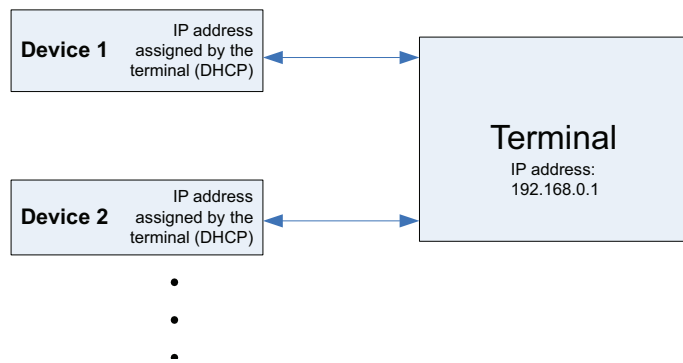 Device 1
IP address
assigned by the
terminal (DHCP)
Terminal
IP address:
192.168.0.1
Device 2
IP address
assigned by the
terminal (DHCP)